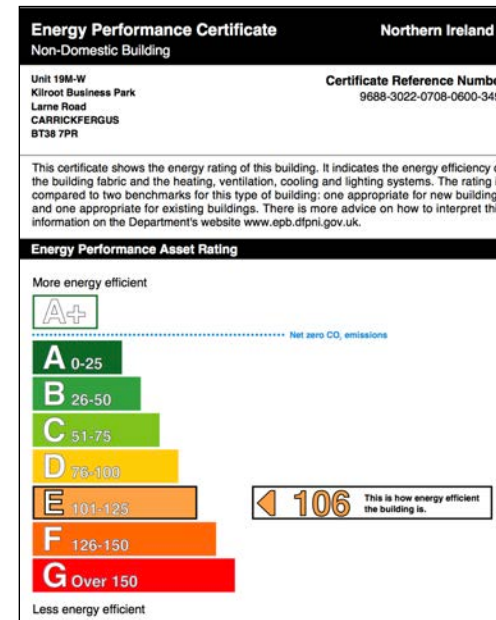 Energy Performance Certificate
Northern Ireland
Non-Domestic Building
Unit 19M-W
Kilroot Business Park
Larne Road
CARRICKFERGUS
BT38 7PR
Certificate Reference
9688-3022-0708-0600-
This certificate shows the energy rating of this building. It indicates the energy efficiency
the building fabric and the heating, ventilation, cooling and lighting systems. The rating
compared to two benchmarks for this type of building: one appropriate for new
and one appropriate for existing buildings. There is more advice on how to interpret
information on the Department's website www.epb.dfpni.gov.uk.
Energy Performance Asset Rating
More energy efficient
A+
Net zero CO₂ emissions
A 0-25
B 26-50
C 51-75
D 76-100
E 101-125
106 This is how energy efficient
the building is.
F 126-150
G Over 150
Less energy efficient